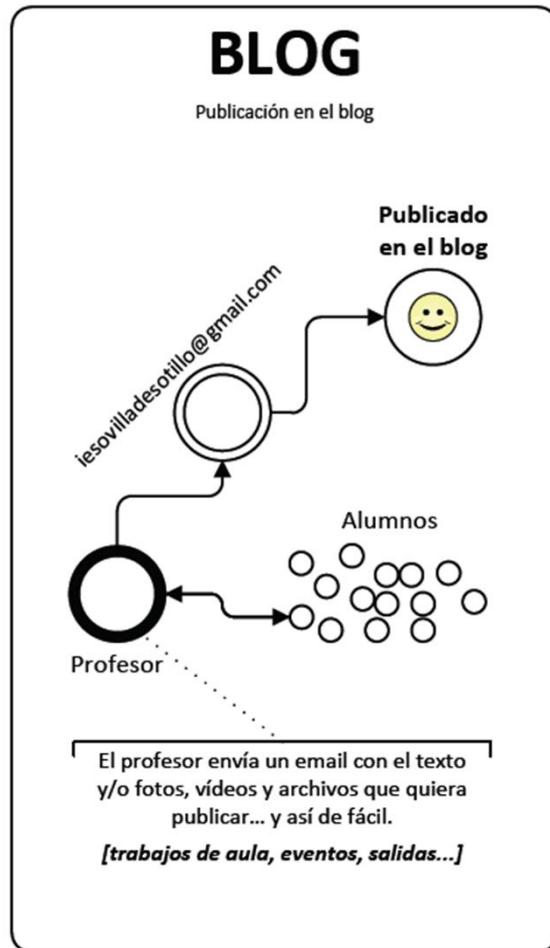 BLOG
Publicación en el blog
Publicado
en el blog
iesovilladesotillo@gmail.com
Alumnos
Profesor
El profesor envía un email con el texto
y/o fotos, vídeos y archivos que quiera
publicar... y así de fácil.
[trabajos de aula, eventos, salidas...]